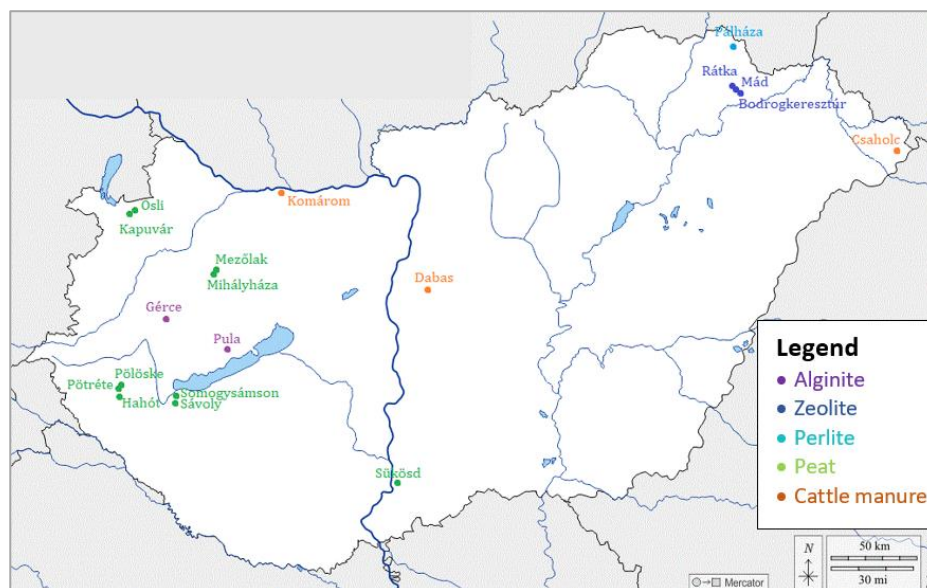 Pálháza
Rátka
Mád
Bodrogkeresztúr
Csaholc
Komárom
Osli
Kapuvár
Mezőlak
Mihályháza
Dabas
Gérce
Pula
Pölöske
Pötréte
Hahót
Somogysámson
Sávoly
Sükösd
Legend
Alginite
Zeolite
Perlite
Peat
Cattle manure
N
50 km
30 mi
Mercator